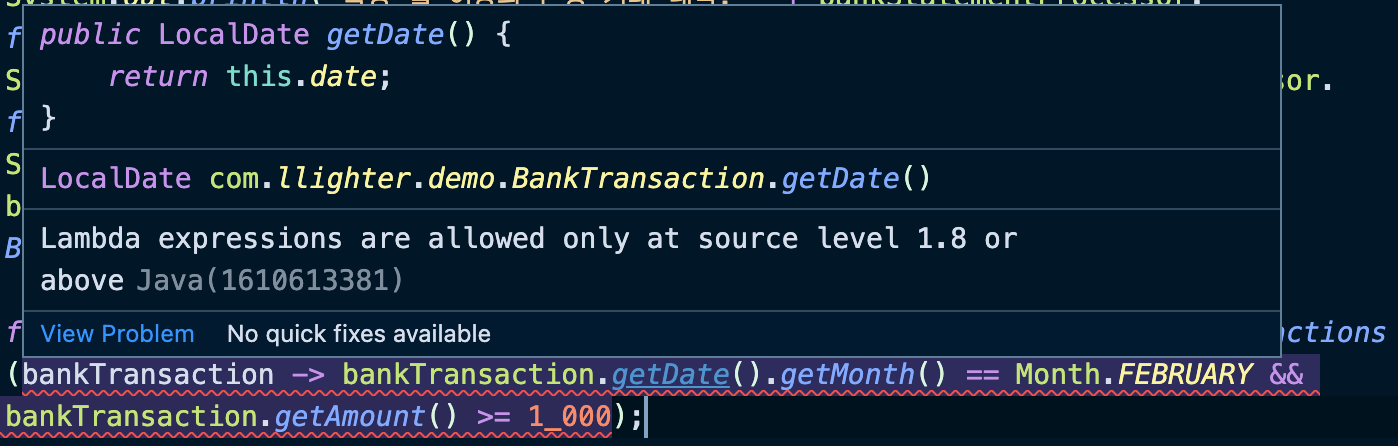 public LocalDate getDate() {
return this.date;
}
LocalDate com.llighter.demo.BankTransaction.getDate()
Lambda expressions are allowed only at source level 1.8 or
above Java(1610613381)
View Problem No quick fixes available
f
S
sor.
f
S
b
B
f
actions
(bankTransaction -> bankTransaction.getDate().getMonth() == Month.FEBRUARY &&
bankTransaction.getAmount() >= 1_000);